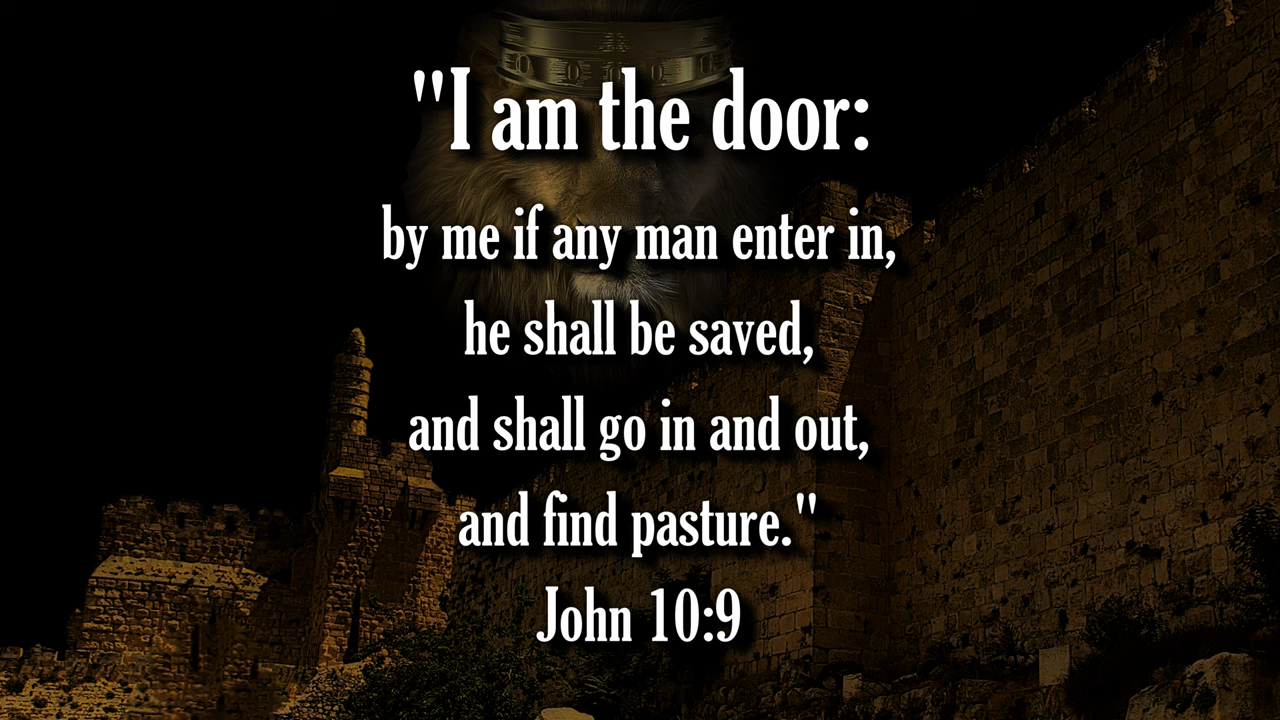 "I am the door:
by me if any man enter in,
he shall be saved,
and shall go in and out,
and find pasture."
John 10:9